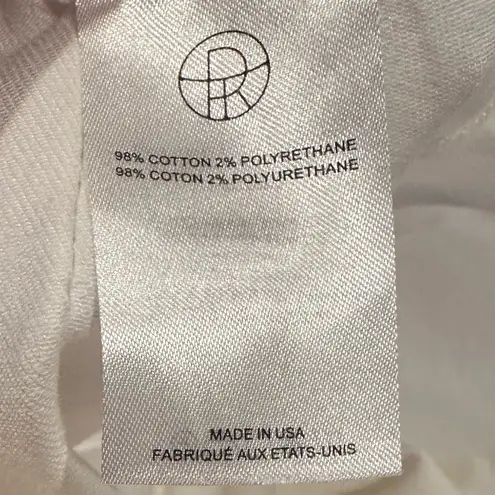 R
98% COTTON 2% POLYRETHANE
98% COTON 2% POLYURETHANE
MADE IN USA
FABRIQUÉ AUX ETATS-UNIS